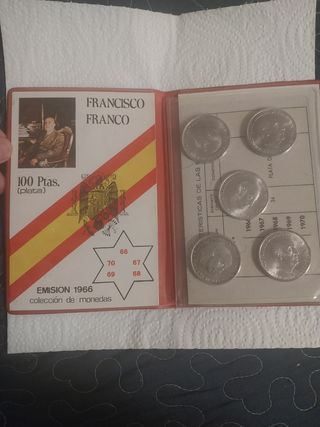 FRANCISCO
FRANCO
100 Ptas.
(plata)
66
70 67
69 68
EMISION 1966
colección de monedas
PLATA
1967
1968
1969
1970